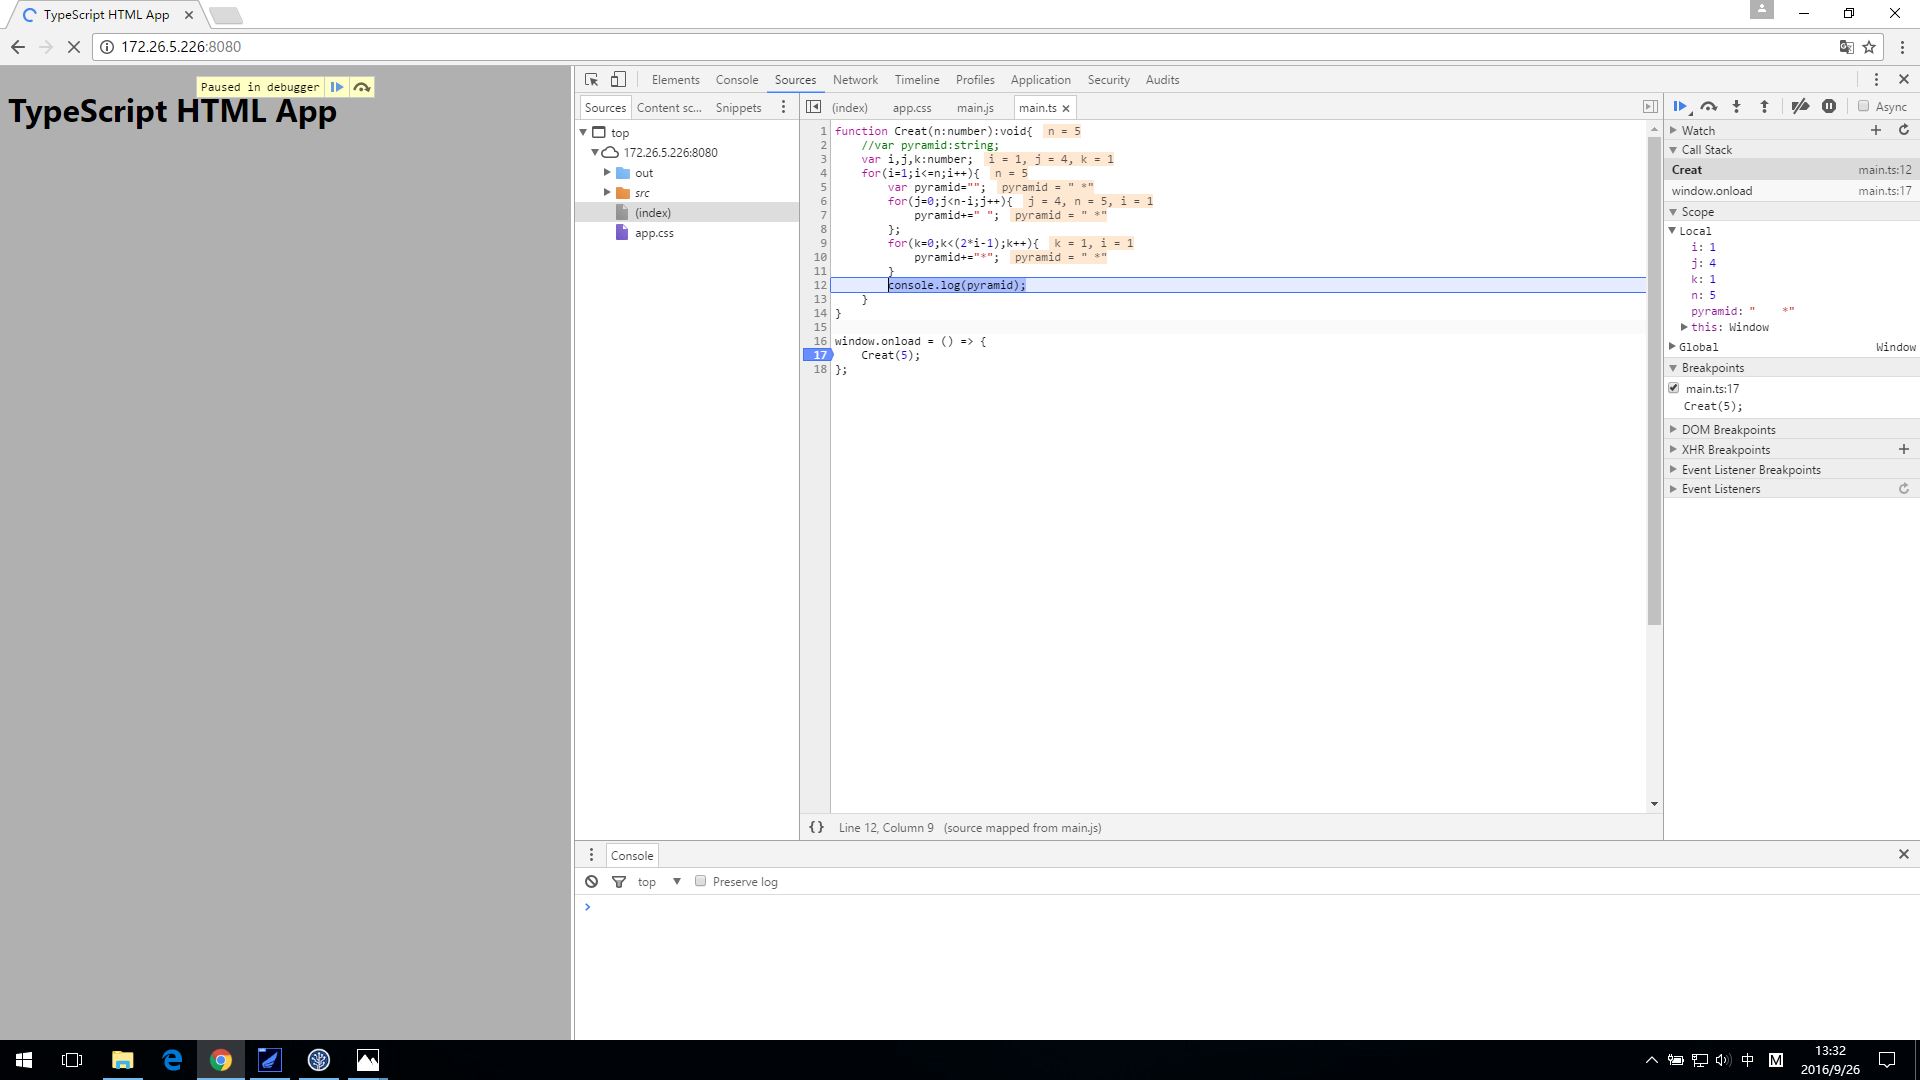 TypeScript HTML App
172.26.5.226:8080
Paused in debugger
TypeScript HTML App
Elements Console Sources Network Timeline Profiles Application Security Audits
Sources Content sc... Snippets
top
172.26.5.226:8080
out
src
(index)
app.css
(index) app.css main.js main.ts
1 function Creat(n:number):void{ n = 5
2 //var pyramid:string;
3 var i,j,k:number; i = 1, j = 4, k = 1
4 for(i=1;i<=n;i++){ n = 5
5 var pyramid=""; pyramid = " *"
6 for(j=0;j<n-i;j++){ j = 4, n = 5, i = 1
7 pyramid+=" "; pyramid = " *"
8 };
9 for(k=0;k<(2*i-1);k++){ k = 1, i = 1
10 pyramid+="*"; pyramid = " *"
11 }
12 console.log(pyramid);
13 }
14 }
15
16 window.onload = () => {
17 Creat(5);
18 };
{} Line 12, Column 9 (source mapped from main.js)
Async
Watch
Call Stack
Creat main.ts:12
window.onload main.ts:17
Scope
Local
i: 1
j: 4
k: 1
n: 5
pyramid: "    *"
this: Window
Global Window
Breakpoints
main.ts:17
Creat(5);
DOM Breakpoints
XHR Breakpoints
Event Listener Breakpoints
Event Listeners
Console
top Preserve log
中 M
13:32
2016/9/26